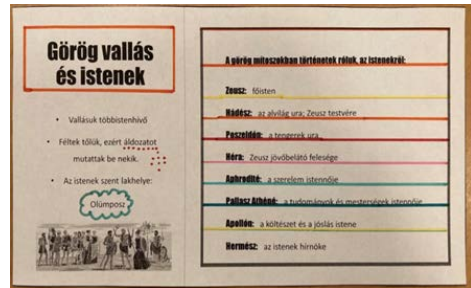 Görög vallás
és istenek
• Vallásuk többistenhívő
• Féltek tőlük, ezért áldozatot
mutattak be nekik.
• Az istenek szent lakhelye:
Olümposz
A görög mítoszokban történetek róluk, az istenekről:
Zeusz: főisten
Hádész: az alvilág ura; Zeusz testvére
Poszeidón: a tengerek ura
Héra: Zeusz jövőbelátó felesége
Aphrodité: a szerelem istennője
Pallasz Athéné: a tudományok és mesterségek istennője
Apollón: a költészet és a jóslás istene
Hermész: az istenek hírnöke